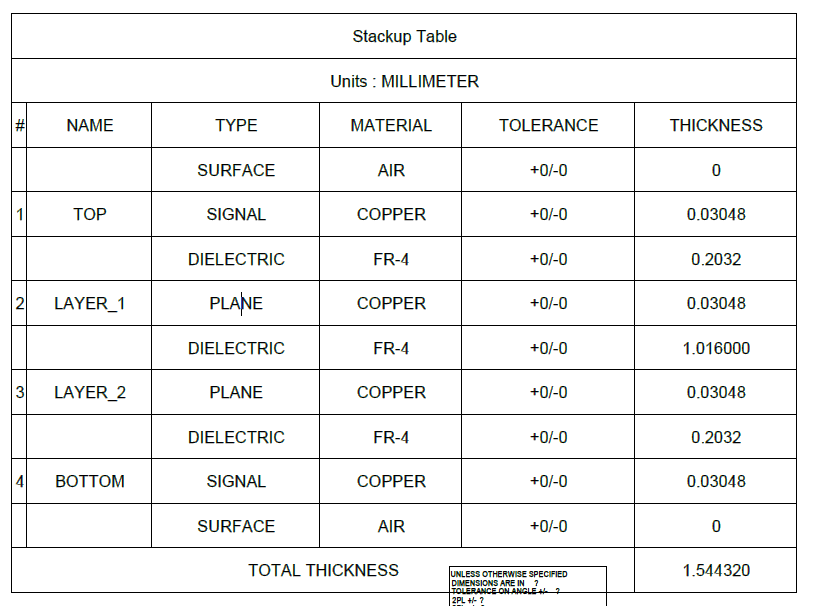 Stackup Table
Units : MILLIMETER
# NAME TYPE MATERIAL TOLERANCE THICKNESS
SURFACE AIR +0/-0 0
1 TOP SIGNAL COPPER +0/-0 0.03048
DIELECTRIC FR-4 +0/-0 0.2032
2 LAYER_1 PLANE COPPER +0/-0 0.03048
DIELECTRIC FR-4 +0/-0 1.016000
3 LAYER_2 PLANE COPPER +0/-0 0.03048
DIELECTRIC FR-4 +0/-0 0.2032
4 BOTTOM SIGNAL COPPER +0/-0 0.03048
SURFACE AIR +0/-0 0
TOTAL THICKNESS 1.544320
UNLESS OTHERWISE SPECIFIED
DIMENSIONS ARE IN ?
TOLERANCE ON ANGLE +/- ?
2PL +/- ?